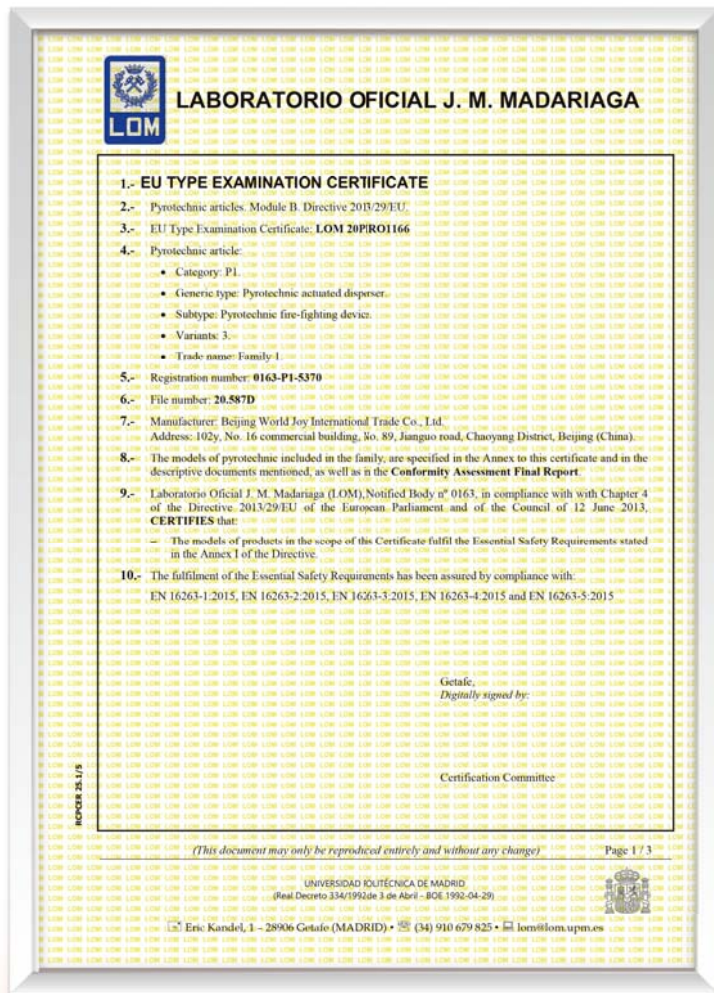 LOM
LABORATORIO OFICIAL J. M. MADARIAGA
1.- EU TYPE EXAMINATION CERTIFICATE
2.- Pyrotechnic articles. Module B. Directive 2013/29/EU.
3.- EU Type Examination Certificate: LOM 20PIRO1166
4.- Pyrotechnic article:
• Category: P1.
• Generic type: Pyrotechnic actuated disperser.
• Subtype: Pyrotechnic fire-fighting device.
• Variants: 3.
• Trade name: Family 1.
5.- Registration number: 0163-P1-5370
6.- File number: 20.587D
7.- Manufacturer: Beijing World Joy International Trade Co., Ltd.
Address: 102y, No. 16 commercial building, No. 89, Jianguo road, Chaoyang District, Beijing (China).
8.- The models of pyrotechnic included in the family, are specified in the Annex to this certificate and in the
descriptive documents mentioned, as well as in the Conformity Assessment Final Report.
9.- Laboratorio Oficial J. M. Madariaga (LOM), Notified Body nº 0163, in compliance with with Chapter 4
of the Directive 2013/29/EU of the European Parliament and of the Council of 12 June 2013,
CERTIFIES that:
– The models of products in the scope of this Certificate fulfil the Essential Safety Requirements stated
in the Annex I of the Directive.
10.- The fulfilment of the Essential Safety Requirements has been assured by compliance with:
EN 16263-1:2015, EN 16263-2:2015, EN 16263-3:2015, EN 16263-4:2015 and EN 16263-5:2015
Getafe,
Digitally signed by:
Certification Committee
RCPCER 25.1/5
(This document may only be reproduced entirely and without any change) Page 1 / 3
UNIVERSIDAD POLITÉCNICA DE MADRID
(Real Decreto 334/1992de 3 de Abril – BOE 1992-04-29)
Eric Kandel, 1 – 28906 Getafe (MADRID) • (34) 910 679 825 • lom@lom.upm.es